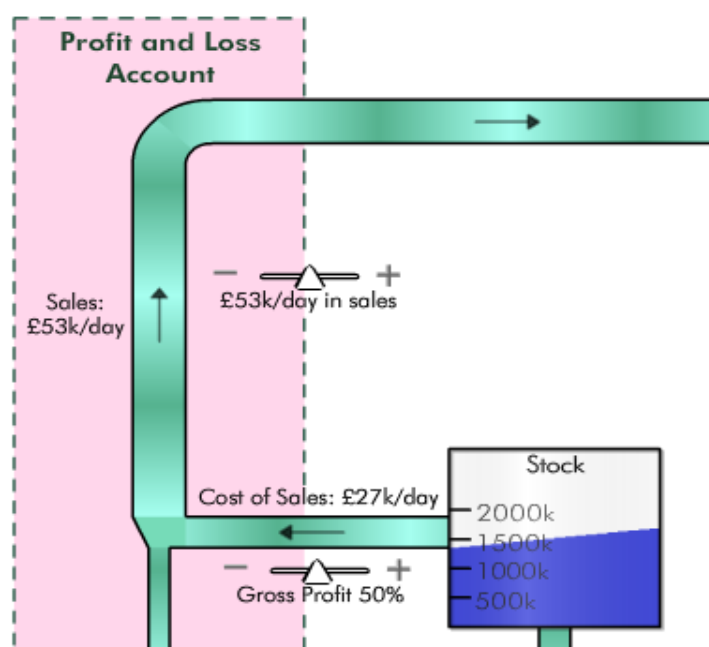 Profit and Loss
Account
− +
£53k/day in sales
Sales:
£53k/day
Stock
Cost of Sales: £27k/day
2000k
1500k
1000k
500k
− +
Gross Profit 50%